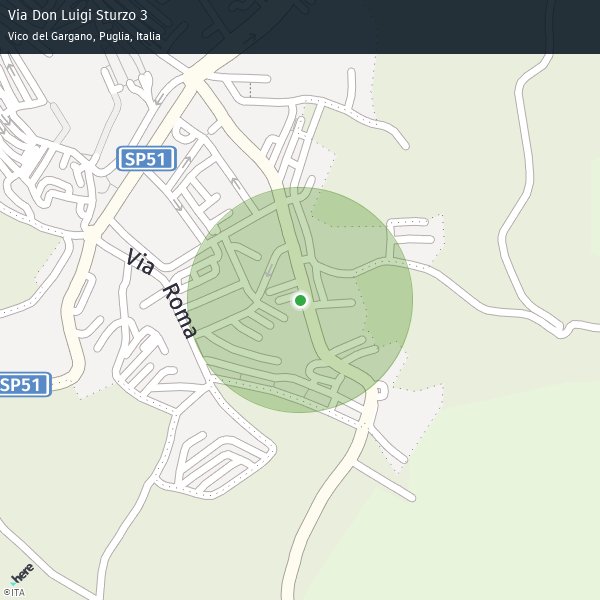 Via Don Luigi Sturzo 3
Vico del Gargano, Puglia, Italia
SP51
Via Roma
SP51
here
©ITA